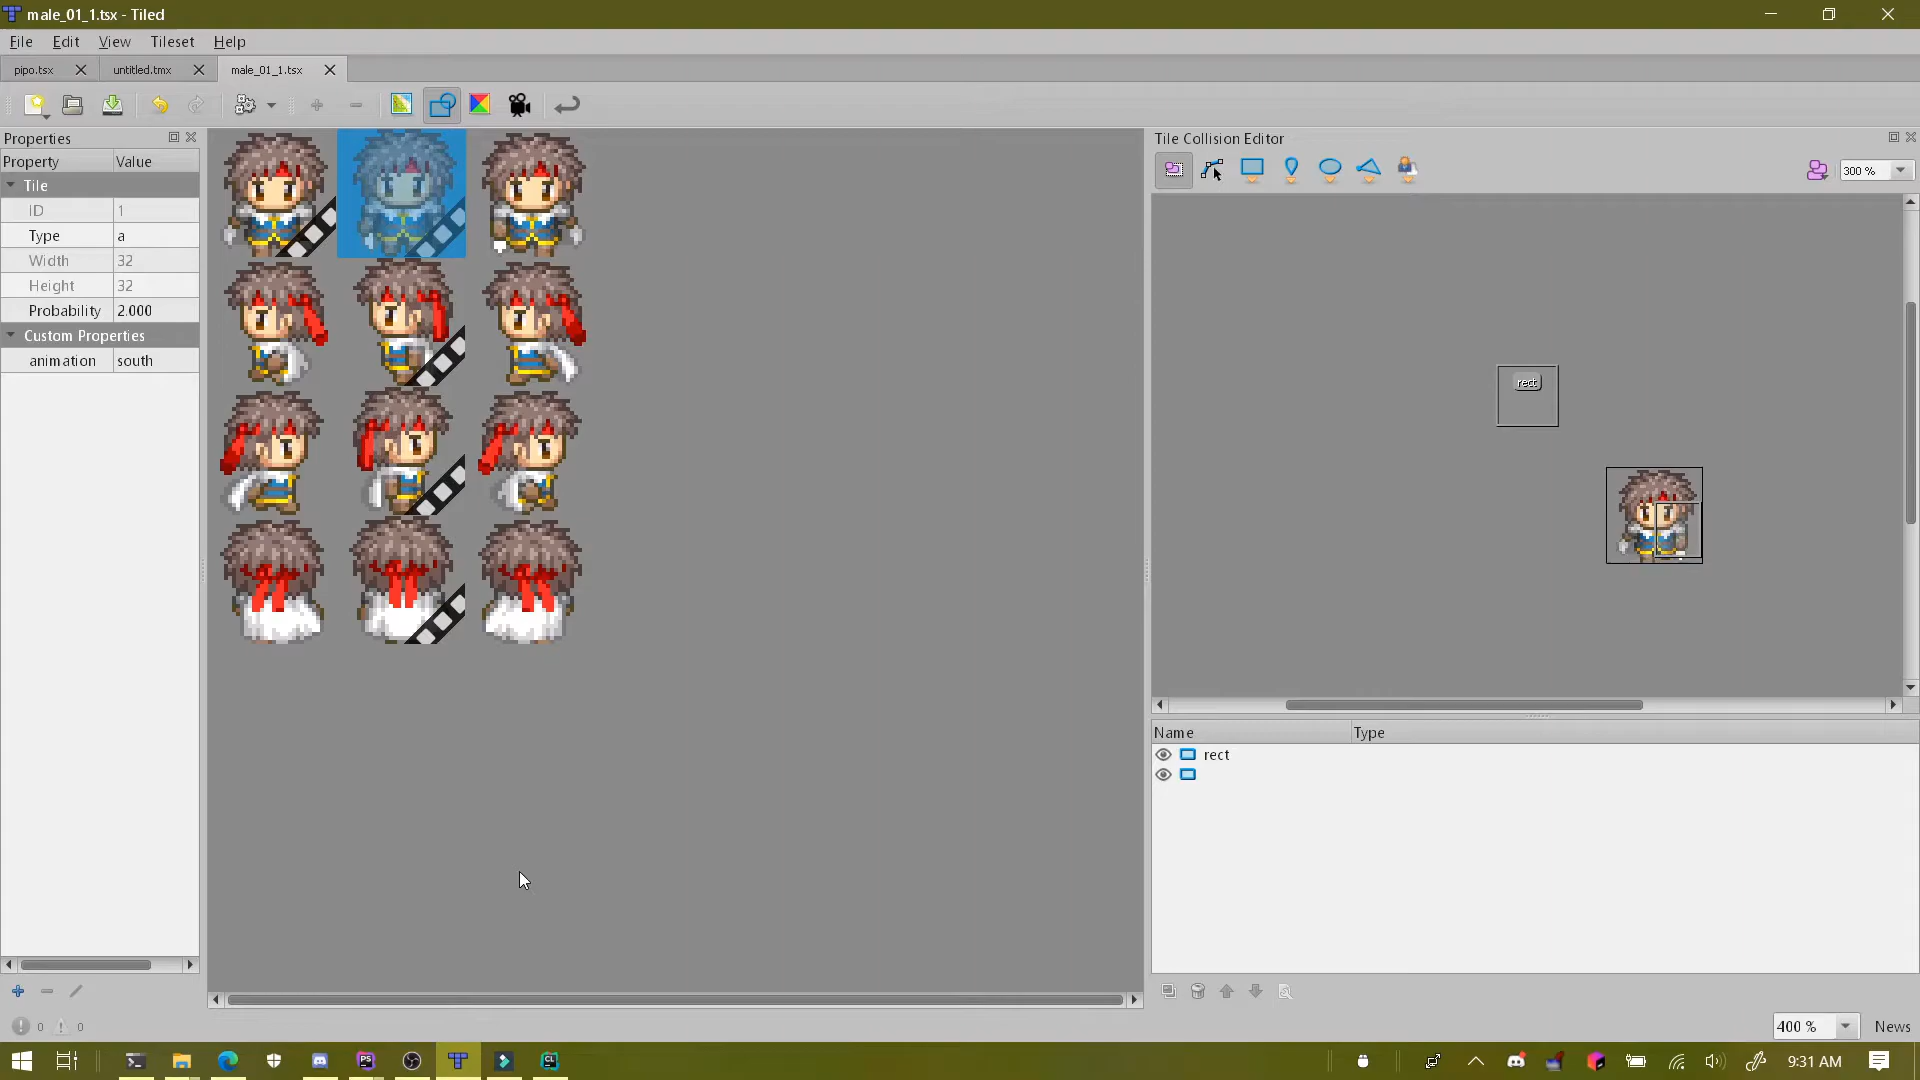 male_01_1.tsx - Tiled
File Edit View Tileset Help
pipo.tsx untitled.tmx male_01_1.tsx
Properties
Property Value
Tile
ID 1
Type a
Width 32
Height 32
Probability 2.000
Custom Properties
animation south
Tile Collision Editor
300 %
rect
Name Type
rect
0 0
400 % News
9:31 AM